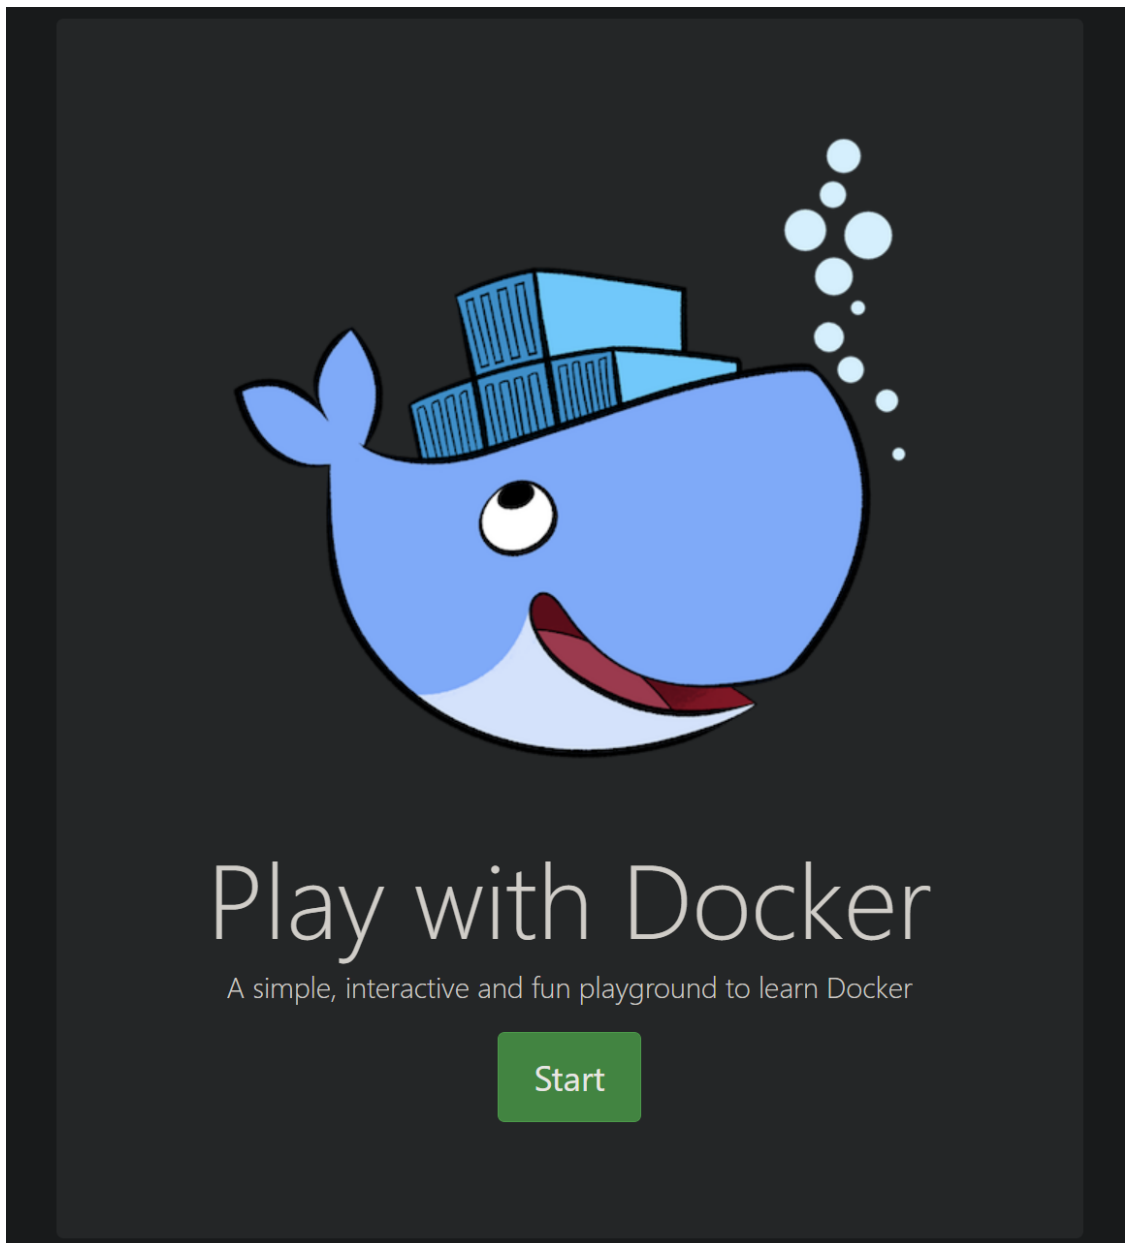 Play with Docker
A simple, interactive and fun playground to learn Docker
Start